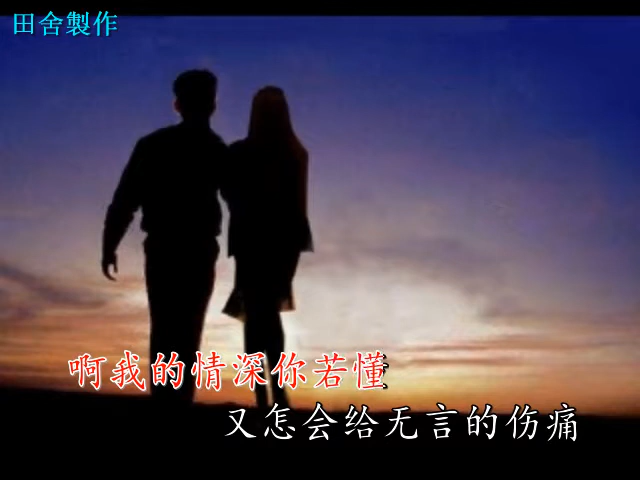 田舍製作
啊我的情深你若懂
又怎会给无言的伤痛